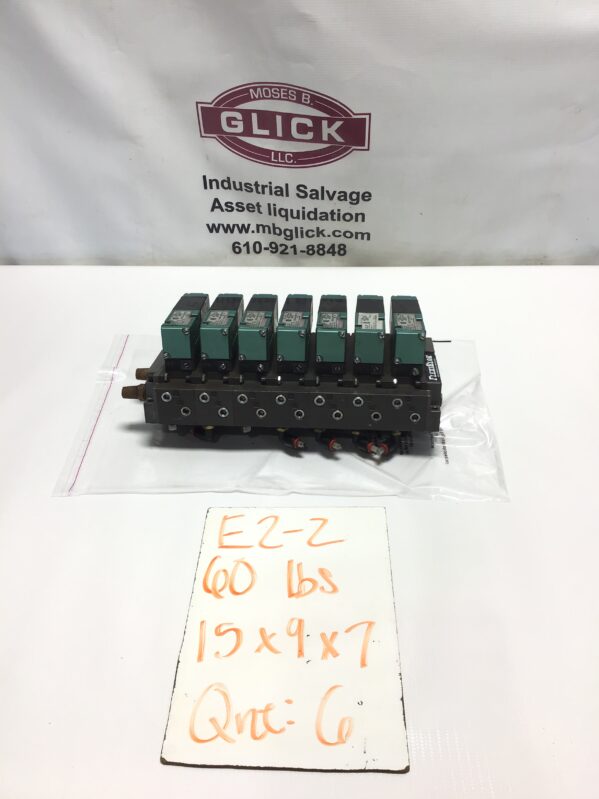 MOSES B.
GLICK
LLC.
Industrial Salvage
Asset liquidation
www.mbglick.com
610-921-8848
E2-2
60 lbs
15x9x7
Qnt: 6